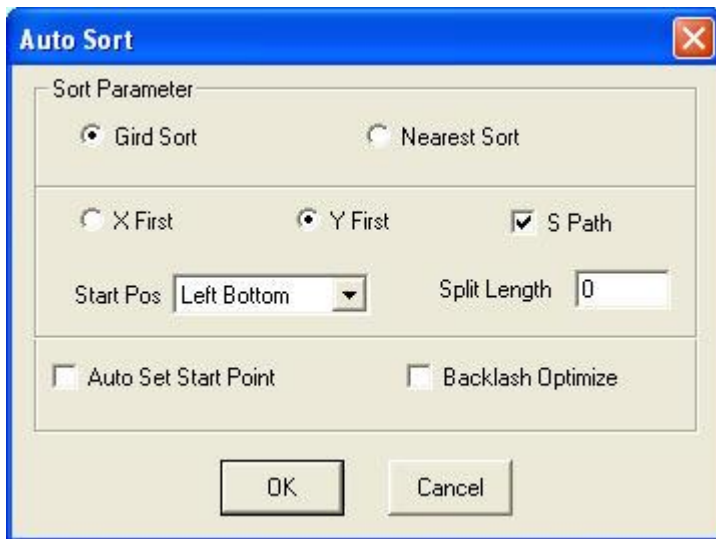 Auto Sort
Sort Parameter
Gird Sort Nearest Sort
X First Y First S Path
Start Pos Left Bottom Split Length 0
Auto Set Start Point Backlash Optimize
OK Cancel